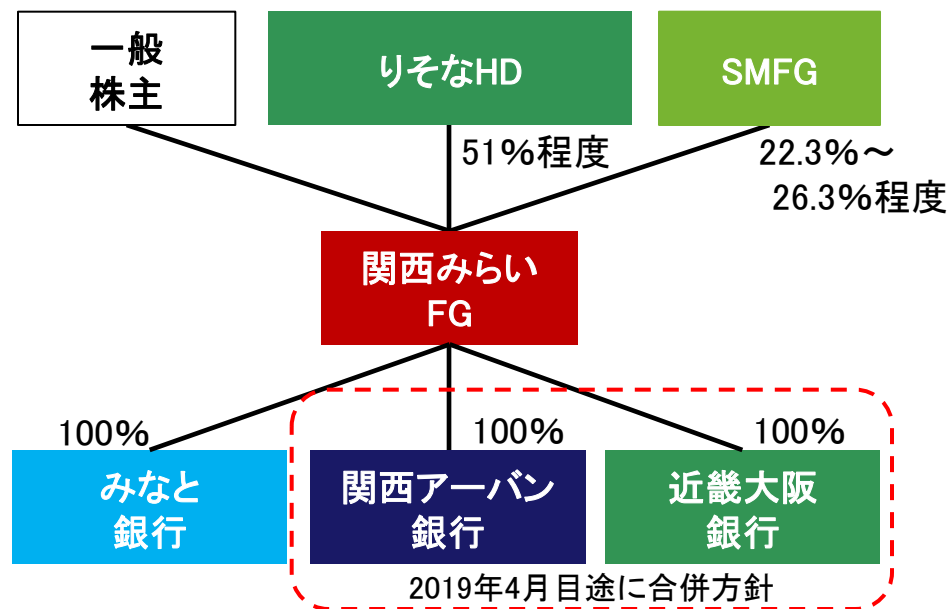 一般
株主
りそなHD
SMFG
51%程度
22.3%～
26.3%程度
関西みらい
FG
100%
100%
100%
みなと
銀行
関西アーバン
銀行
近畿大阪
銀行
2019年4月目途に合併方針